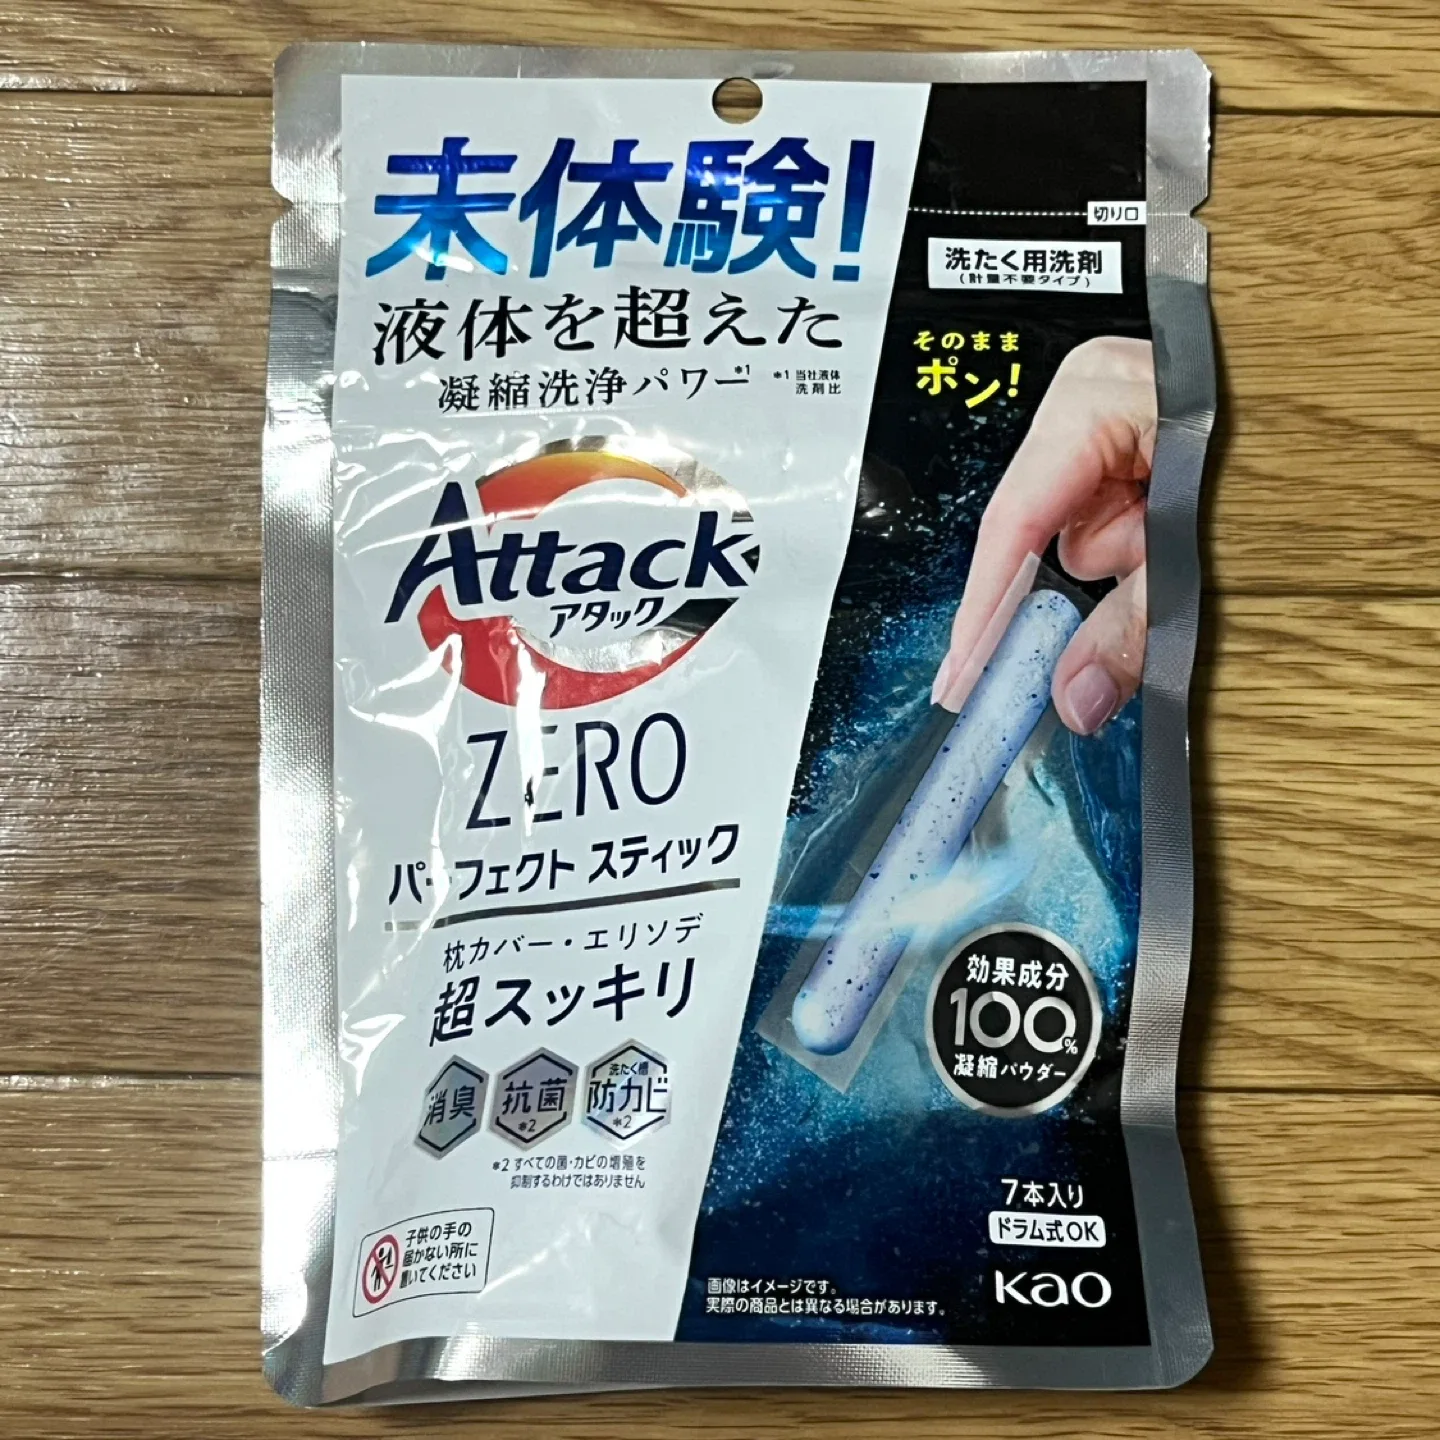 未体験!
液体を超えた
凝縮洗浄パワー*1
*1 当社液体
洗剤比
Attack
アタック
ZERO
パーフェクト スティック
枕カバー・エリソデ
超スッキリ
消臭
抗菌
*2
洗たく槽
防カビ
*2
*2 すべての菌・カビの増殖を
抑制するわけではありません
子供の手の
届かない所に
置いてください
切り口
洗たく用洗剤
(計量不要タイプ)
そのまま
ポン!
効果成分
100%
凝縮パウダー
7本入り
ドラム式OK
画像はイメージです。
実際の商品とは異なる場合があります。
Kao